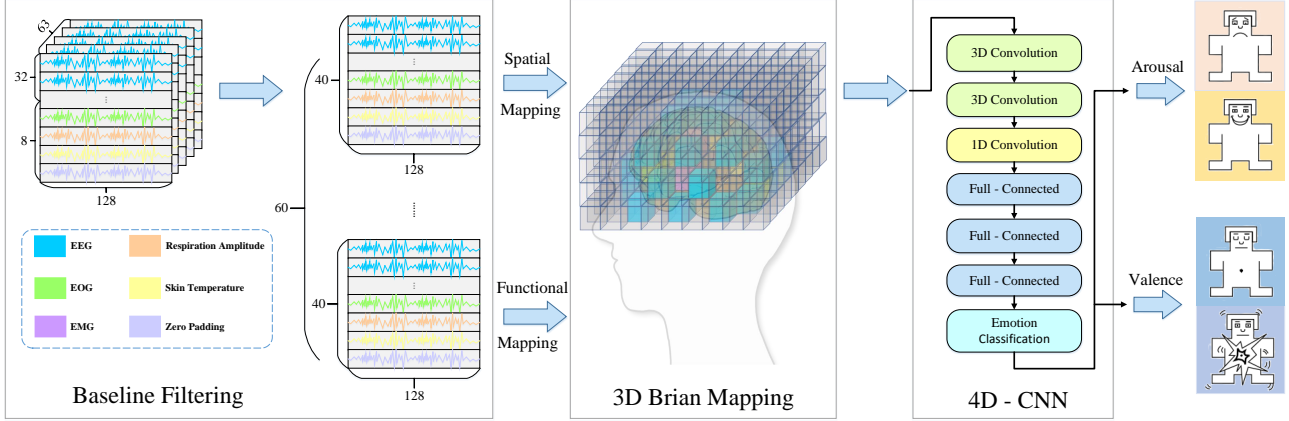 63
32
8
128
EEG
Respiration Amplitude
EOG
Skin Temperature
EMG
Zero Padding
Baseline Filtering
60
40
128
40
128
Spatial
Mapping
Functional
Mapping
3D Brian Mapping
3D Convolution
3D Convolution
1D Convolution
Full - Connected
Full - Connected
Full - Connected
Emotion
Classification
4D - CNN
Arousal
Valence